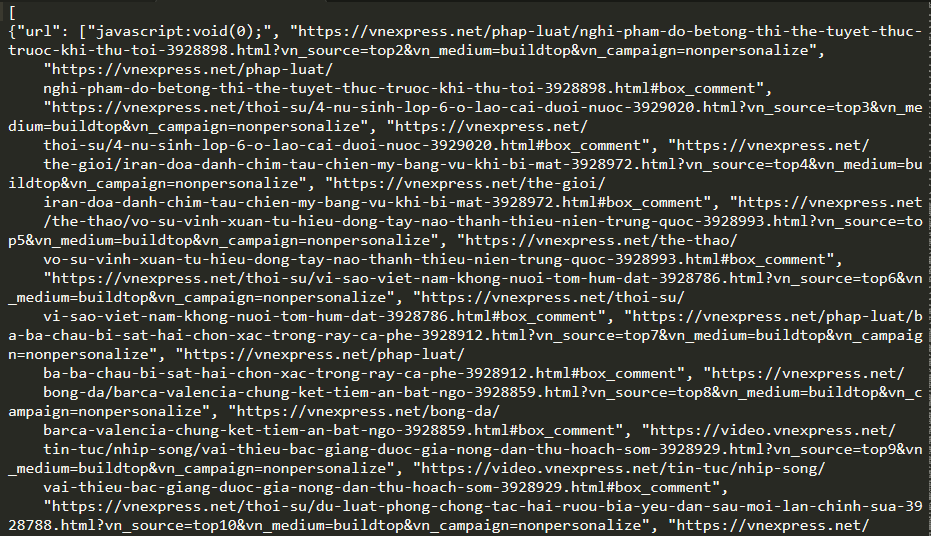 [
{"url": ["javascript:void(0);", "https://vnexpress.net/phap-luat/nghi-pham-do-betong-thi-the-tuyet-thuc-
truoc-khi-thu-toi-3928898.html?vn_source=top2&vn_medium=buildtop&vn_campaign=nonpersonalize",
"https://vnexpress.net/phap-luat/
nghi-pham-do-betong-thi-the-tuyet-thuc-truoc-khi-thu-toi-3928898.html#box_comment",
"https://vnexpress.net/thoi-su/4-nu-sinh-lop-6-o-lao-cai-duoi-nuoc-3929020.html?vn_source=top3&vn_me
dium=buildtop&vn_campaign=nonpersonalize", "https://vnexpress.net/
thoi-su/4-nu-sinh-lop-6-o-lao-cai-duoi-nuoc-3929020.html#box_comment", "https://vnexpress.net/
the-gioi/iran-doa-danh-chim-tau-chien-my-bang-vu-khi-bi-mat-3928972.html?vn_source=top4&vn_medium=bu
ildtop&vn_campaign=nonpersonalize", "https://vnexpress.net/the-gioi/
iran-doa-danh-chim-tau-chien-my-bang-vu-khi-bi-mat-3928972.html#box_comment", "https://vnexpress.net
/the-thao/vo-su-vinh-xuan-tu-hieu-dong-tay-nao-thanh-thieu-nien-trung-quoc-3928993.html?vn_source=to
p5&vn_medium=buildtop&vn_campaign=nonpersonalize", "https://vnexpress.net/the-thao/
vo-su-vinh-xuan-tu-hieu-dong-tay-nao-thanh-thieu-nien-trung-quoc-3928993.html#box_comment",
"https://vnexpress.net/thoi-su/vi-sao-viet-nam-khong-nuoi-tom-hum-dat-3928786.html?vn_source=top6&vn
_medium=buildtop&vn_campaign=nonpersonalize", "https://vnexpress.net/thoi-su/
vi-sao-viet-nam-khong-nuoi-tom-hum-dat-3928786.html#box_comment", "https://vnexpress.net/phap-luat/b
a-ba-chau-bi-sat-hai-chon-xac-trong-ray-ca-phe-3928912.html?vn_source=top7&vn_medium=buildtop&vn_campaig
n=nonpersonalize", "https://vnexpress.net/phap-luat/
ba-ba-chau-bi-sat-hai-chon-xac-trong-ray-ca-phe-3928912.html#box_comment", "https://vnexpress.net/
bong-da/barca-valencia-chung-ket-tiem-an-bat-ngo-3928859.html?vn_source=top8&vn_medium=buildtop&vn_c
ampaign=nonpersonalize", "https://vnexpress.net/bong-da/
barca-valencia-chung-ket-tiem-an-bat-ngo-3928859.html#box_comment", "https://video.vnexpress.net/
tin-tuc/nhip-song/vai-thieu-bac-giang-duoc-gia-nong-dan-thu-hoach-som-3928929.html?vn_source=top9&vn
_medium=buildtop&vn_campaign=nonpersonalize", "https://video.vnexpress.net/tin-tuc/nhip-song/
vai-thieu-bac-giang-duoc-gia-nong-dan-thu-hoach-som-3928929.html#box_comment",
"https://vnexpress.net/thoi-su/du-luat-phong-chong-tac-hai-ruou-bia-yeu-dan-sau-moi-lan-chinh-sua-39
28788.html?vn_source=top10&vn_medium=buildtop&vn_campaign=nonpersonalize", "https://vnexpress.net/